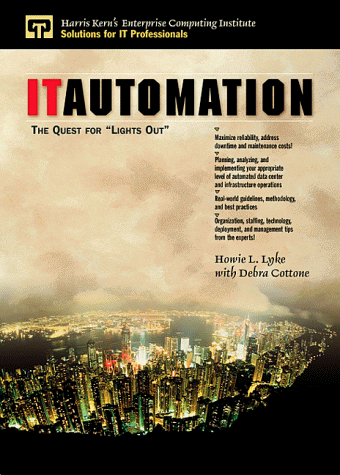 Harris Kern's Enterprise Computing Institute
Solutions for IT Professionals
ITAUTOMATION
THE QUEST FOR "LIGHTS OUT"
Maximize reliability, address
downtime and maintenance costs!
Planning, analyzing, and
implementing your appropriate
level of automated data center
and infrastructure operations
Real-world guidelines, methodology,
and best practices
Organization, staffing, technology,
deployment, and management tips
from the experts!
Howie L. Lyke
with Debra Cottone